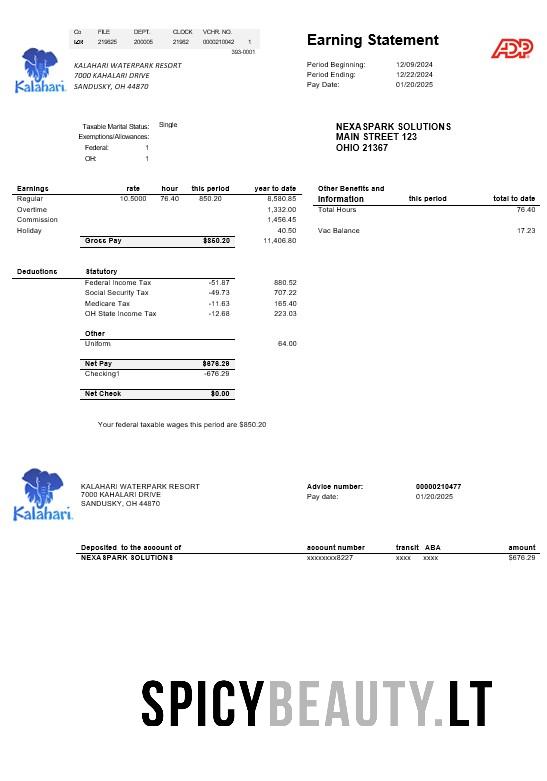 Co FILE DEPT. CLOCK VCHR. NO.
219625 200005 21962 0000210042 1
393-0001
Earning Statement
ADP
Kalahari.
KALAHARI WATERPARK RESORT
7000 KAHALARI DRIVE
SANDUSKY, OH 44870
Period Beginning: 12/09/2024
Period Ending: 12/22/2024
Pay Date: 01/20/2025
Taxable Marital Status: Single
Exemptions/Allowances:
Federal: 1
OH: 1
NEXASPARK SOLUTIONS
MAIN STREET 123
OHIO 21367
Earnings rate hour this period year to date
Regular 10.5000 76.40 850.20 8,580.85
Overtime 1,332.00
Commission 1,456.45
Holiday 40.50
Gross Pay $850.20 11,406.80
Other Benefits and
Information this period total to date
Total Hours 76.40
Vac Balance 17.23
Deductions Statutory
Federal Income Tax -51.87 880.52
Social Security Tax -49.73 707.22
Medicare Tax -11.63 165.40
OH State Income Tax -12.68 223.03
Other
Uniform 64.00
Net Pay $676.29
Checking1 -676.29
Net Check $0.00
Your federal taxable wages this period are $850.20
Kalahari.
KALAHARI WATERPARK RESORT
7000 KAHALARI DRIVE
SANDUSKY, OH 44870
Advice number: 00000210477
Pay date: 01/20/2025
Deposited to the account of account number transit ABA amount
NEXASPARK SOLUTIONS xxxxxxxx8227 xxxx xxxx $676.29
SPICYBEAUTY.LT